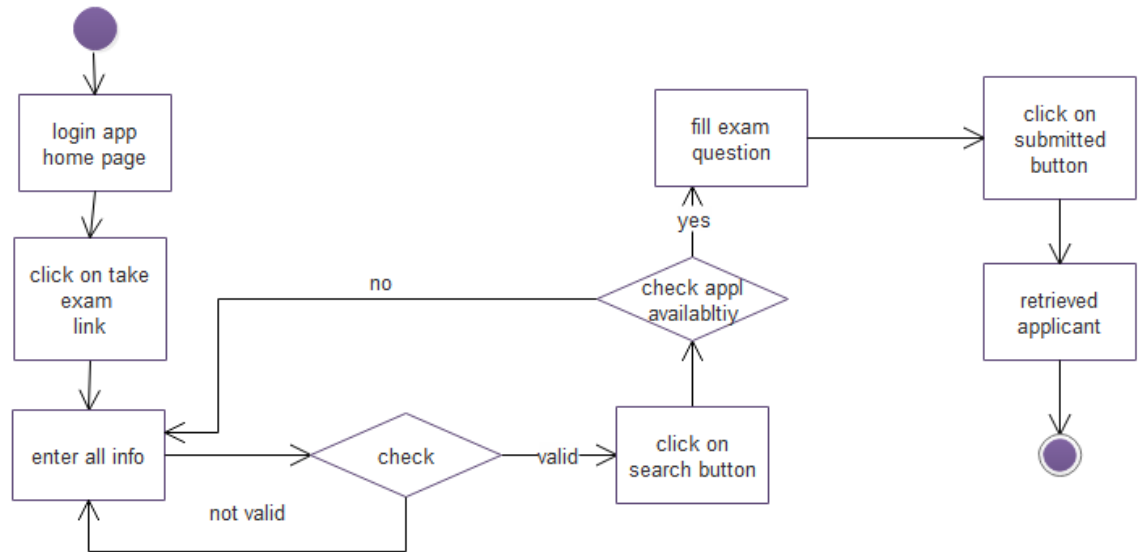 login app
home page
click on take
exam
link
enter all info
check
not valid
valid
click on
search button
check appl
availabltiy
no
yes
fill exam
question
click on
submitted
button
retrieved
applicant